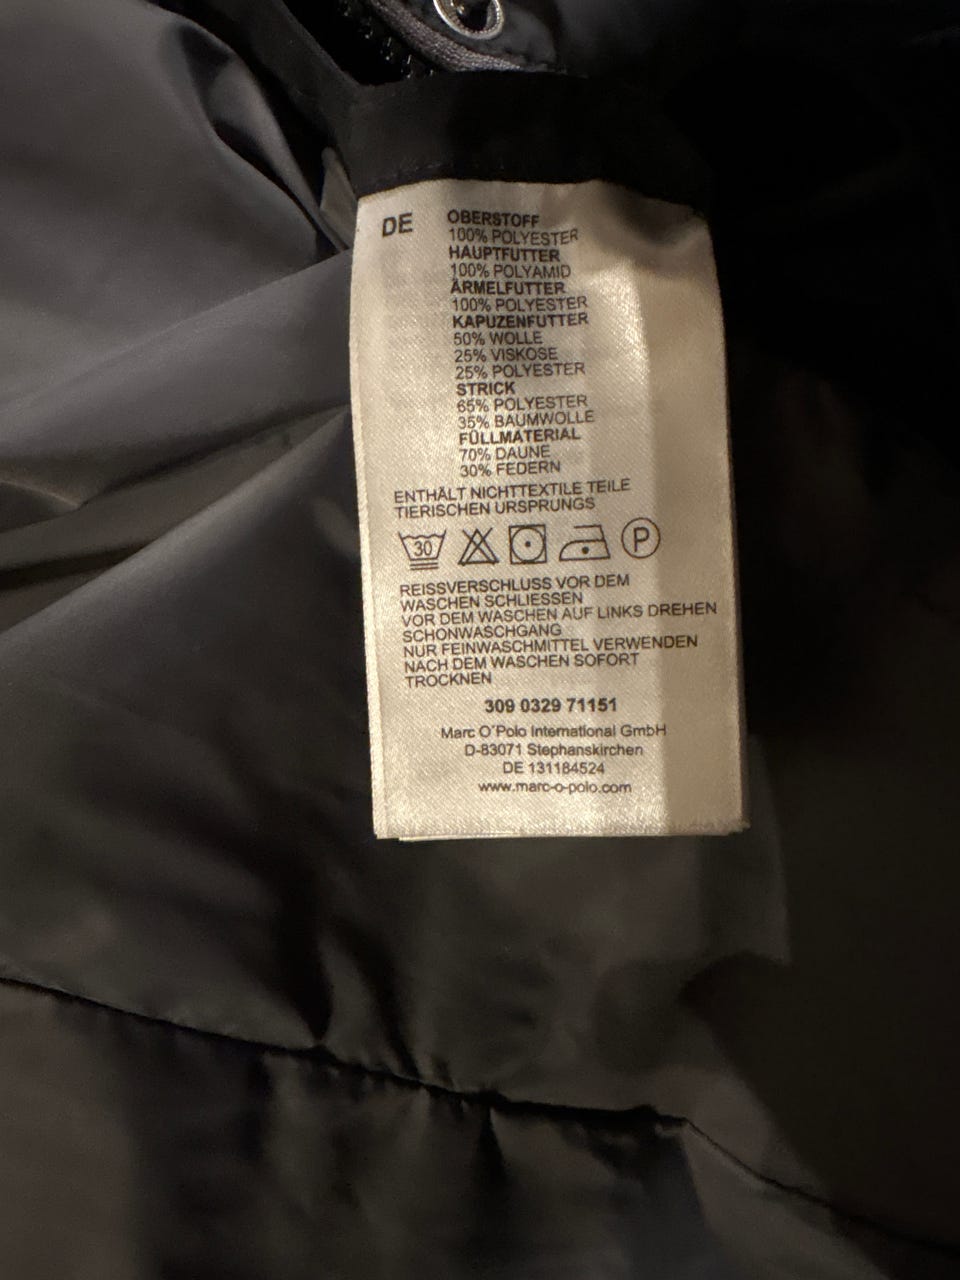 DE
OBERSTOFF
100% POLYESTER
HAUPTFUTTER
100% POLYAMID
ÄRMELFUTTER
100% POLYESTER
KAPUZENFUTTER
50% WOLLE
25% VISKOSE
25% POLYESTER
STRICK
65% POLYESTER
35% BAUMWOLLE
FÜLLMATERIAL
70% DAUNE
30% FEDERN
ENTHÄLT NICHTTEXTILE TEILE
TIERISCHEN URSPRUNGS
30 P
REISSVERSCHLUSS VOR DEM
WASCHEN SCHLIESSEN
VOR DEM WASCHEN AUF LINKS DREHEN
SCHONWASCHGANG
NUR FEINWASCHMITTEL VERWENDEN
NACH DEM WASCHEN SOFORT
TROCKNEN
309 0329 71151
Marc O'Polo International GmbH
D-83071 Stephanskirchen
DE 131184524
www.marc-o-polo.com